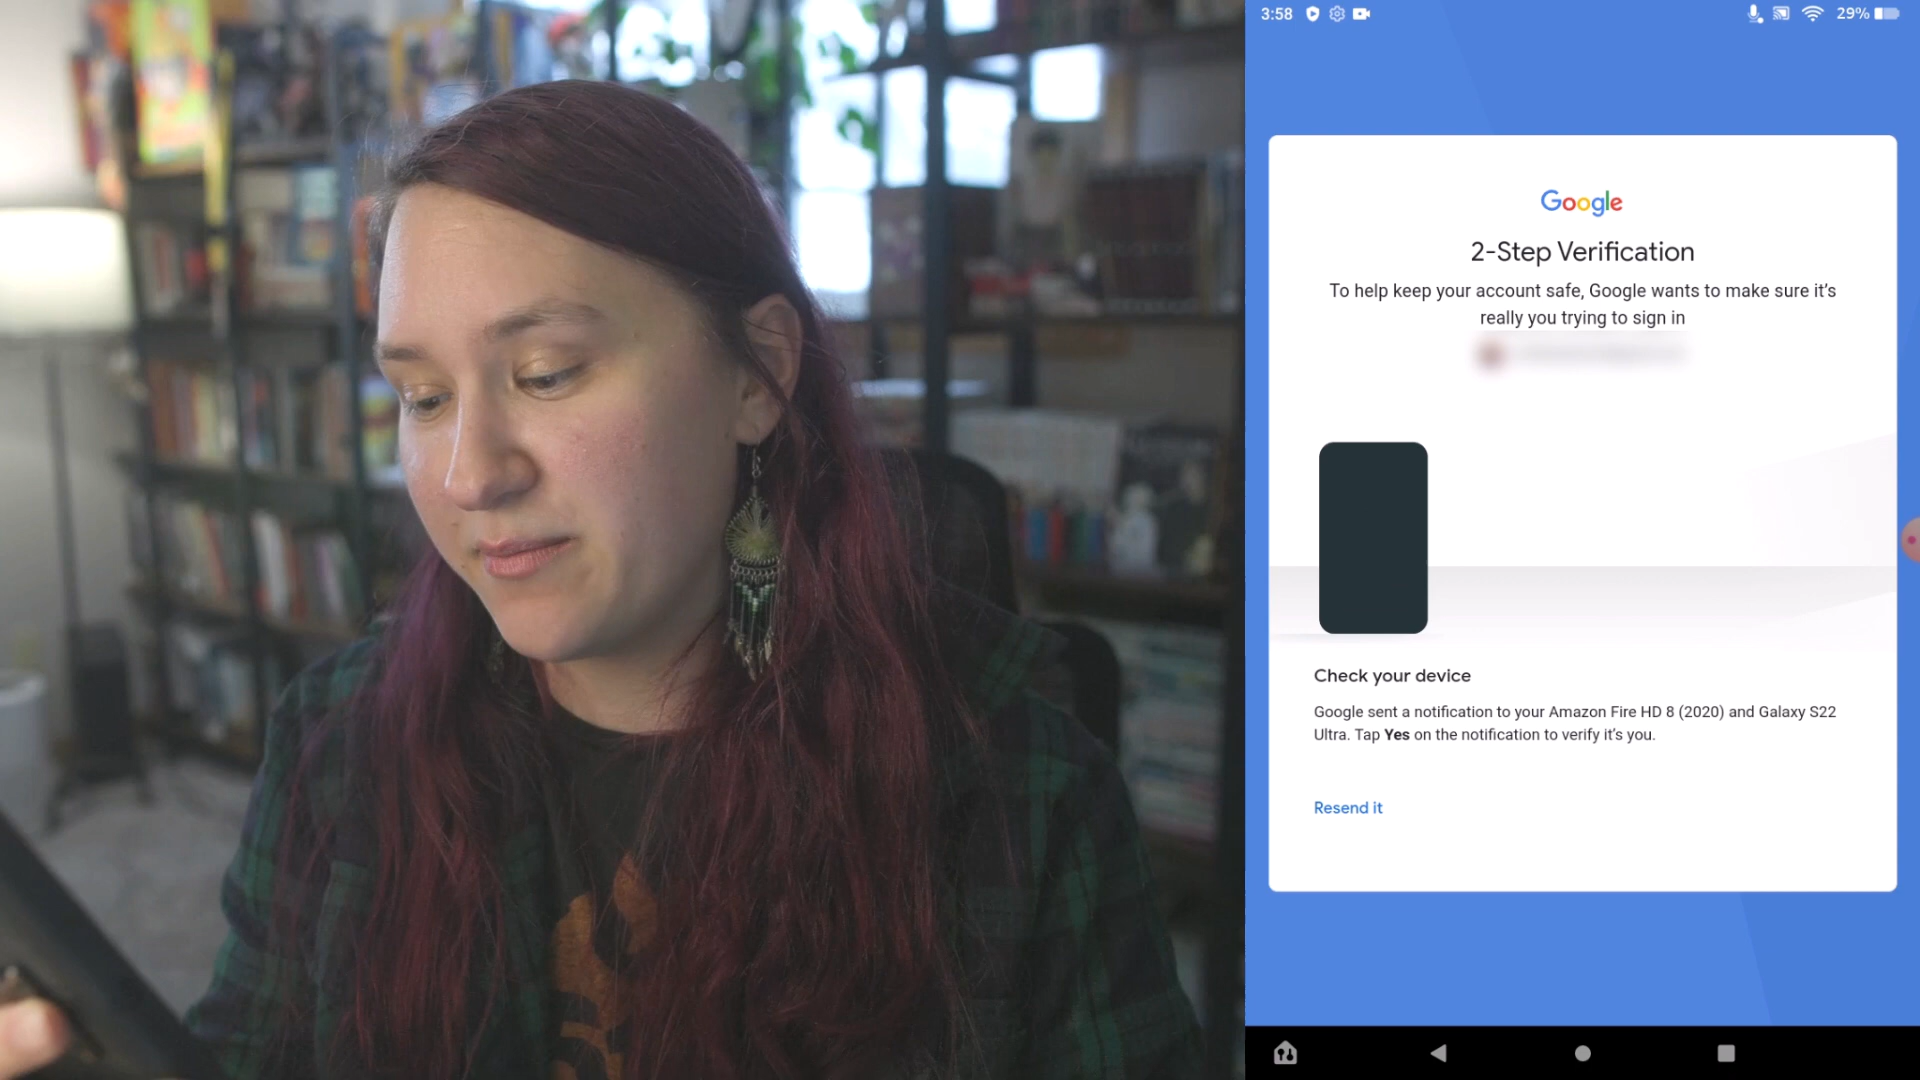 3:58
29%
Google
2-Step Verification
To help keep your account safe, Google wants to make sure it's
really you trying to sign in
Check your device
Google sent a notification to your Amazon Fire HD 8 (2020) and Galaxy S22
Ultra. Tap Yes on the notification to verify it's you.
Resend it